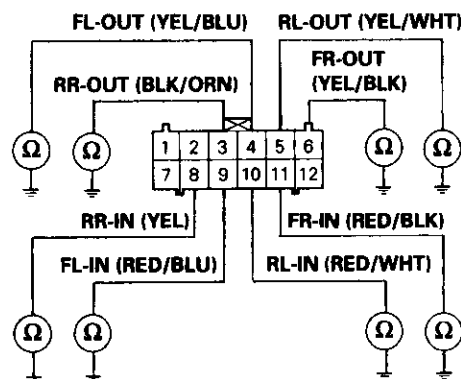 FL-OUT (YEL/BLU)
RL-OUT (YEL/WHT)
RR-OUT (BLK/ORN)
FR-OUT
(YEL/BLK)
Ω Ω Ω Ω
1 2 3 4 5 6
7 8 9 10 11 12
RR-IN (YEL)
FR-IN (RED/BLK)
FL-IN (RED/BLU)
RL-IN (RED/WHT)
Ω Ω Ω Ω